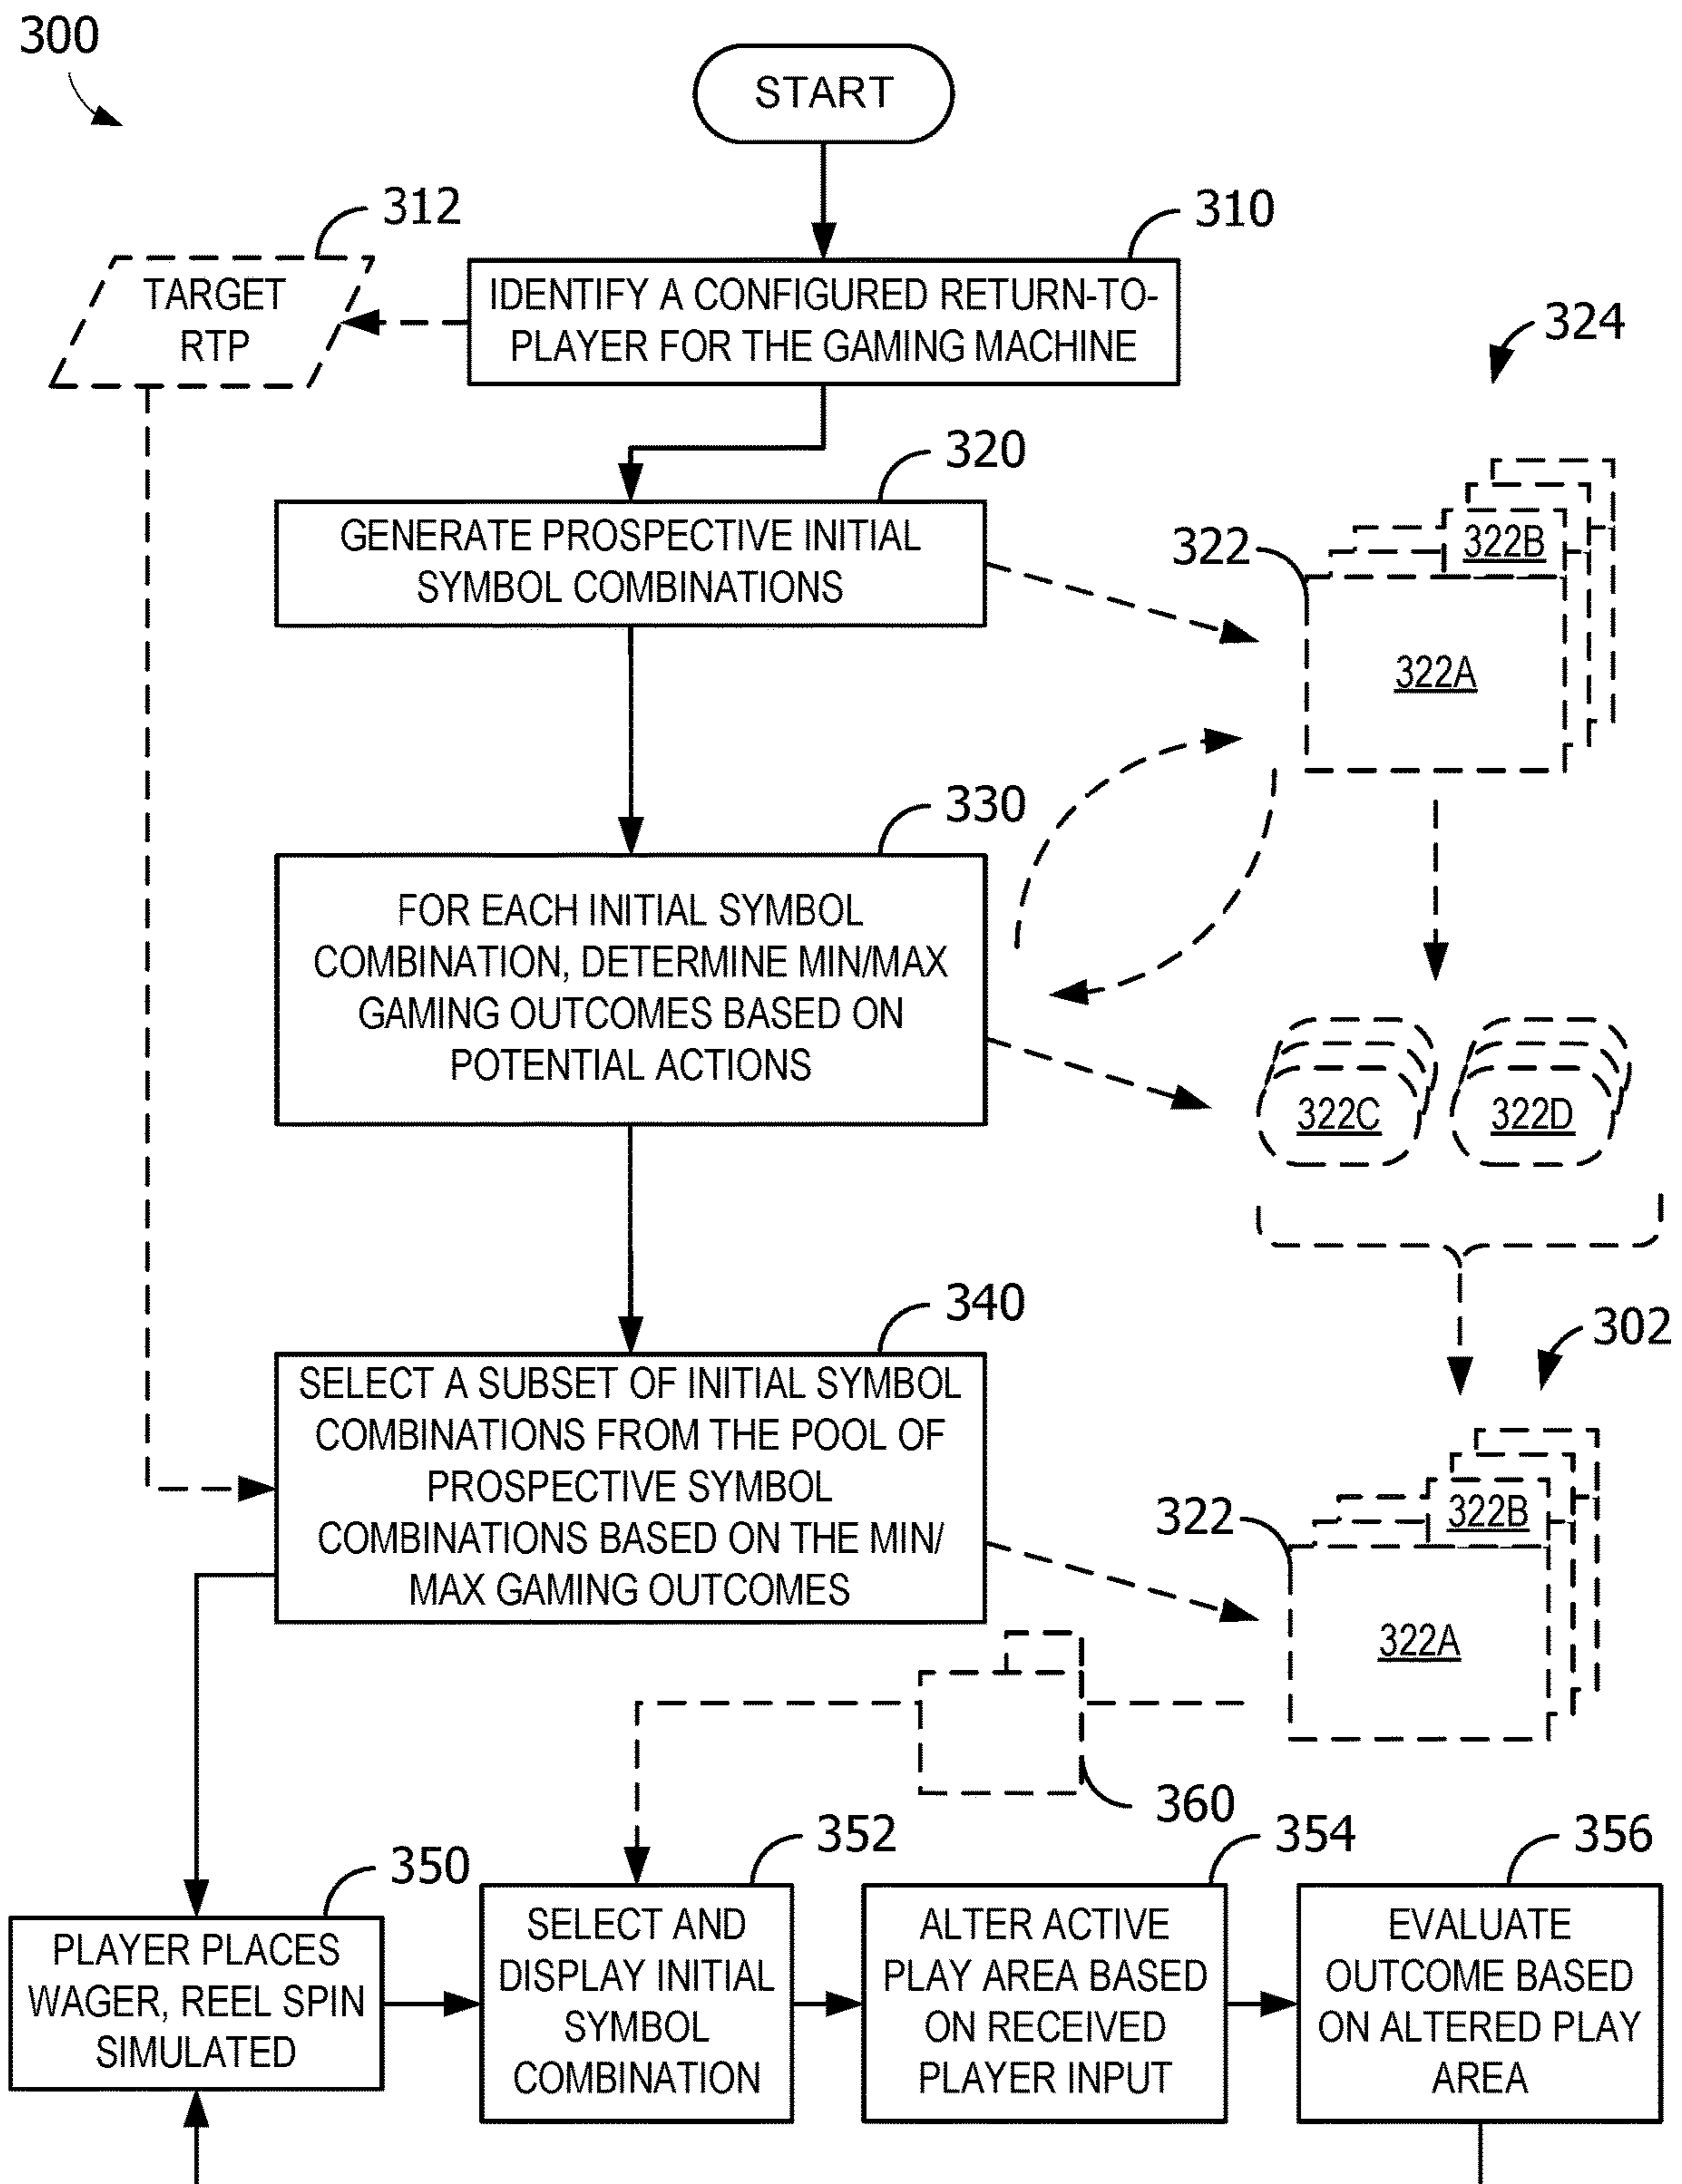 300
START
312
310
TARGET
RTP
IDENTIFY A CONFIGURED RETURN-TO-
PLAYER FOR THE GAMING MACHINE
324
320
GENERATE PROSPECTIVE INITIAL
SYMBOL COMBINATIONS
322
322B
322A
330
FOR EACH INITIAL SYMBOL
COMBINATION, DETERMINE MIN/MAX
GAMING OUTCOMES BASED ON
POTENTIAL ACTIONS
322C
322D
340
302
SELECT A SUBSET OF INITIAL SYMBOL
COMBINATIONS FROM THE POOL OF
PROSPECTIVE SYMBOL
COMBINATIONS BASED ON THE MIN/
MAX GAMING OUTCOMES
322
322B
322A
360
350
PLAYER PLACES
WAGER, REEL SPIN
SIMULATED
352
SELECT AND
DISPLAY INITIAL
SYMBOL
COMBINATION
354
ALTER ACTIVE
PLAY AREA BASED
ON RECEIVED
PLAYER INPUT
356
EVALUATE
OUTCOME BASED
ON ALTERED PLAY
AREA